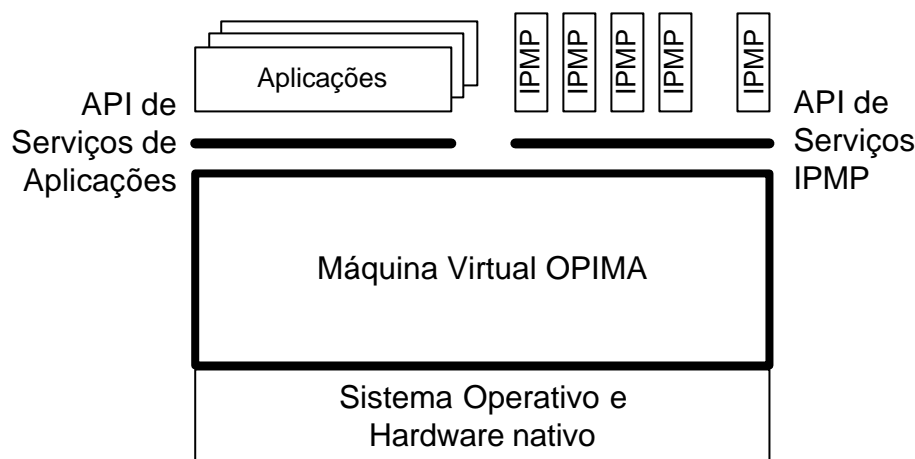 Aplicações
IPMP
IPMP
IPMP
IPMP
IPMP
API de
Serviços de
Aplicações
API de
Serviços
IPMP
Máquina Virtual OPIMA
Sistema Operativo e
Hardware nativo